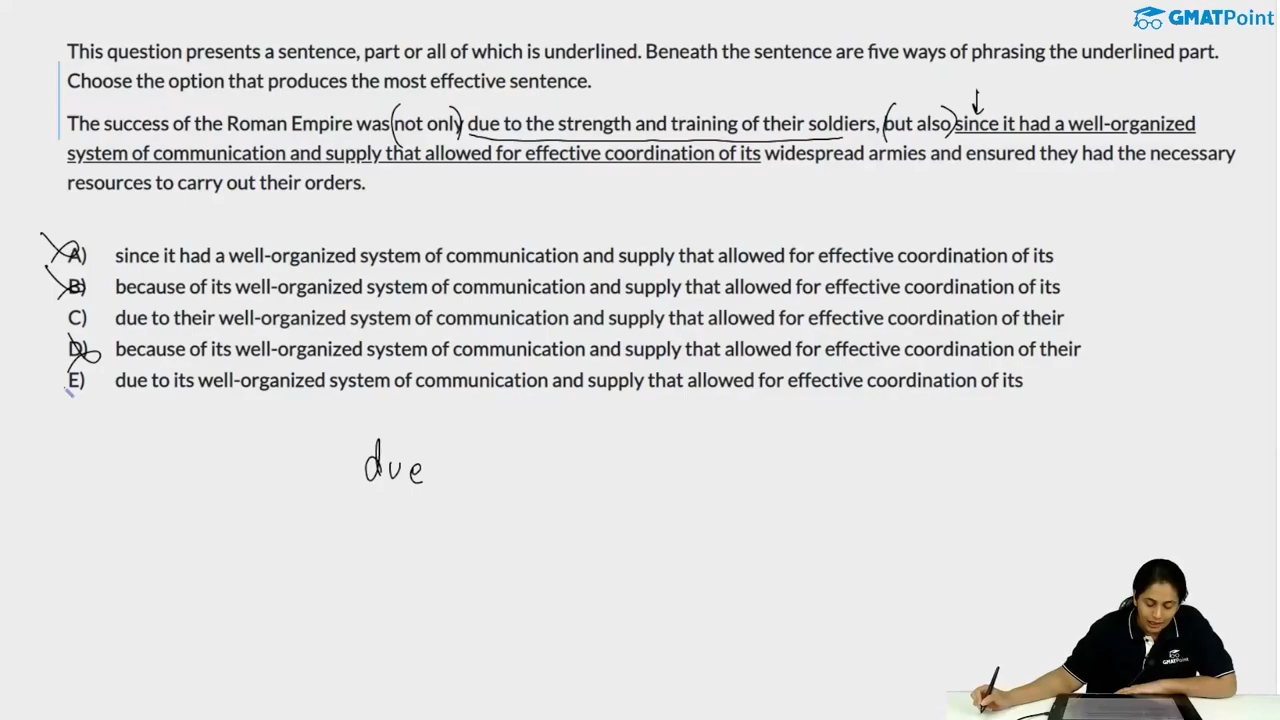 GMATPoint
This question presents a sentence, part or all of which is underlined. Beneath the sentence are five ways of phrasing the underlined part.
Choose the option that produces the most effective sentence.
The success of the Roman Empire was (not only) due to the strength and training of their soldiers, (but also) since it had a well-organized
system of communication and supply that allowed for effective coordination of its widespread armies and ensured they had the necessary
resources to carry out their orders.
A) since it had a well-organized system of communication and supply that allowed for effective coordination of its
B) because of its well-organized system of communication and supply that allowed for effective coordination of its
C) due to their well-organized system of communication and supply that allowed for effective coordination of their
D) because of its well-organized system of communication and supply that allowed for effective coordination of their
E) due to its well-organized system of communication and supply that allowed for effective coordination of its
due
GMATPoint